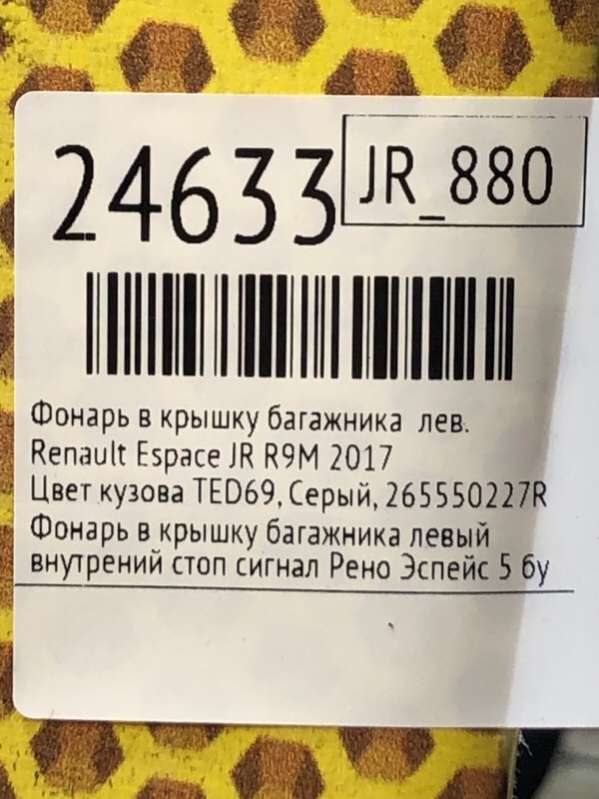 24633
JR_880
Фонарь в крышку багажника лев.
Renault Espace JR R9M 2017
Цвет кузова TED69, Серый, 265550227R
Фонарь в крышку багажника левый
внутрений стоп сигнал Рено Эспейс 5 бу